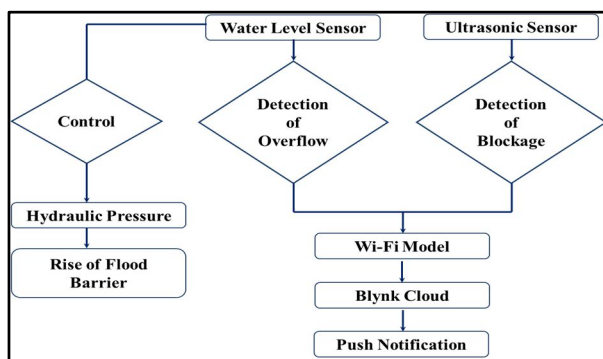 Water Level Sensor
Ultrasonic Sensor
Control
Detection
of
Overflow
Detection
of
Blockage
Hydraulic Pressure
Rise of Flood
Barrier
Wi-Fi Model
Blynk Cloud
Push Notification